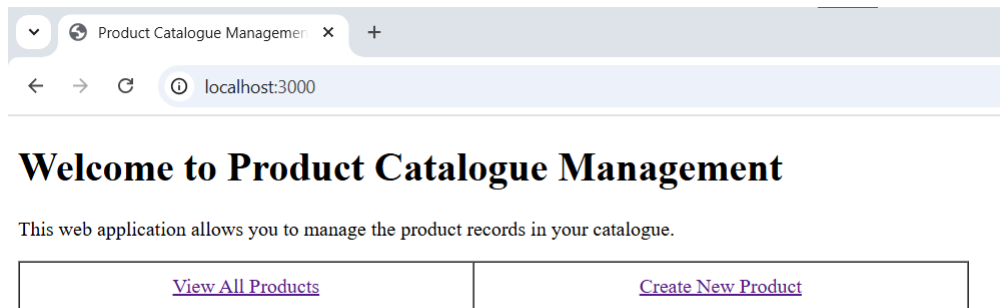 Product Catalogue Managemen
localhost:3000
Welcome to Product Catalogue Management
This web application allows you to manage the product records in your catalogue.
View All Products Create New Product